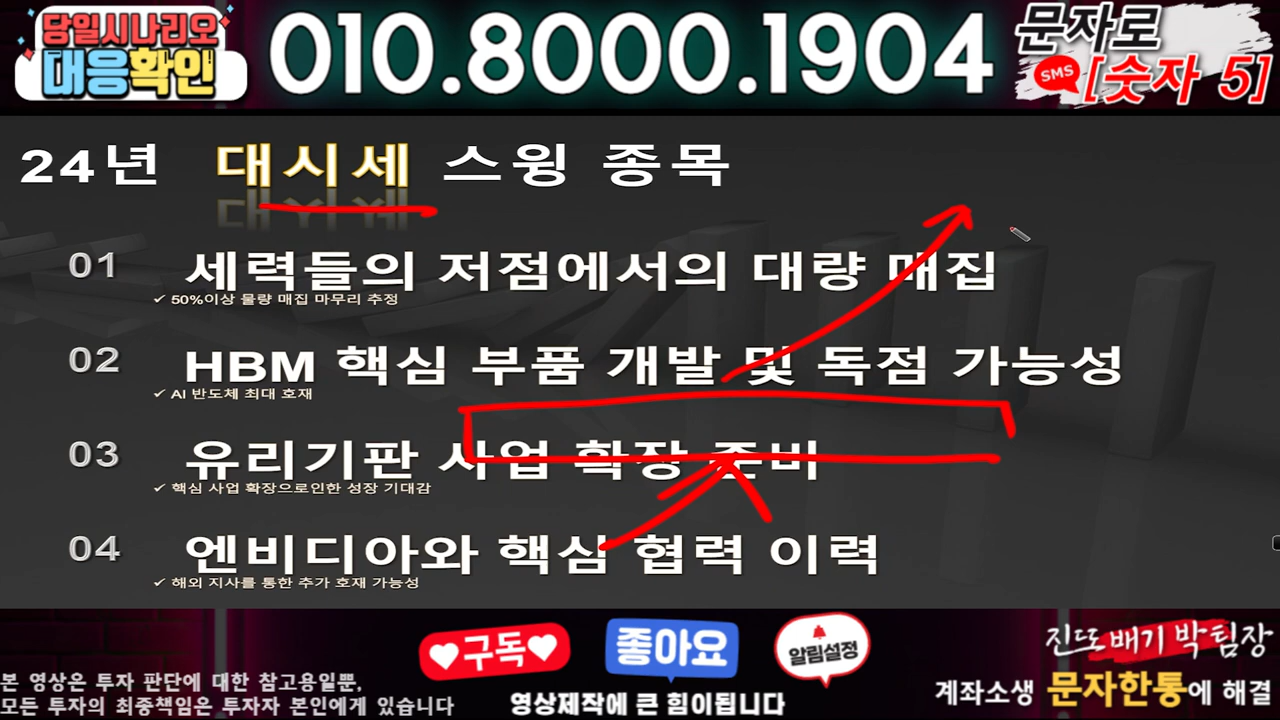 당일시나리오
대응확인
010.8000.1904
문자로
SMS [숫자 5]
24년 대시세 스윙 종목
01 세력들의 저점에서의 대량 매집
✓ 50%이상 물량 매집 마무리 추정
02 HBM 핵심 부품 개발 및 독점 가능성
✓ AI 반도체 최대 호재
03 유리기판 사업 확장 준비
✓ 핵심 사업 확장으로인한 성장 기대감
04 엔비디아와 핵심 협력 이력
✓ 해외 지사를 통한 추가 호재 가능성
구독
좋아요
알림설정
진또배기 박팀장
본 영상은 투자 판단에 대한 참고용일뿐,
모든 투자의 최종책임은 투자자 본인에게 있습니다
영상제작에 큰 힘이됩니다
계좌소생 문자한통에 해결